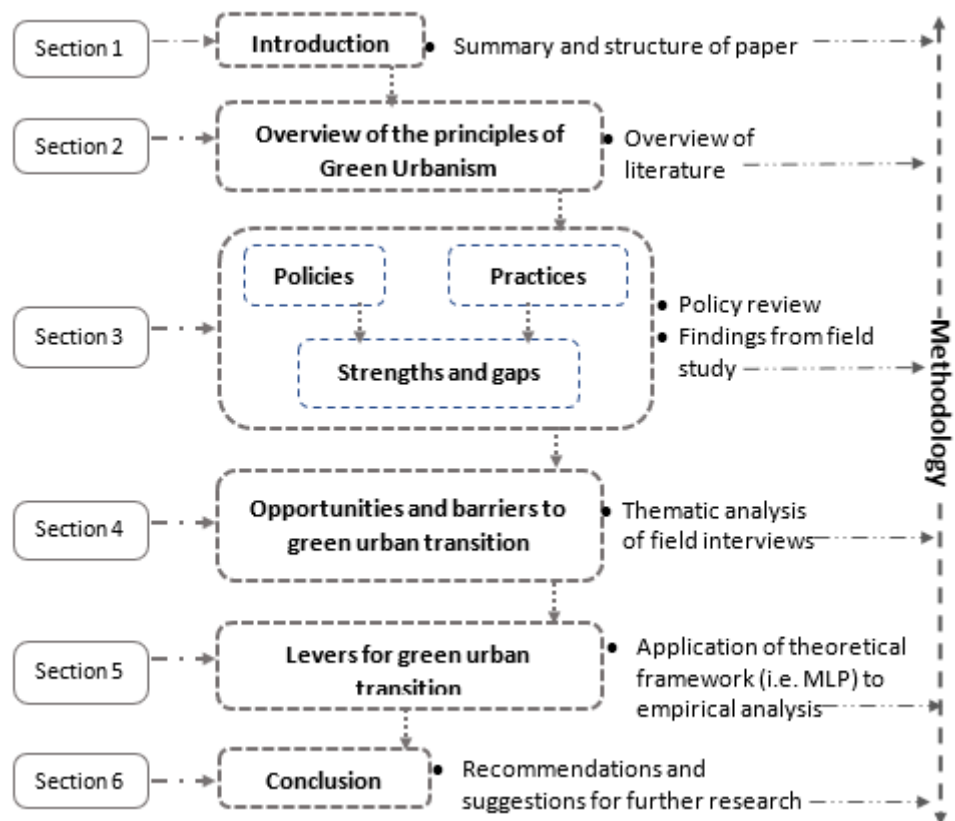 Section 1
Introduction
• Summary and structure of paper
Section 2
Overview of the principles of
Green Urbanism
• Overview of
literature
Section 3
Policies
Practices
Strengths and gaps
• Policy review
• Findings from field
study
Methodology
Section 4
Opportunities and barriers to
green urban transition
• Thematic analysis
of field interviews
Section 5
Levers for green urban
transition
• Application of theoretical
framework (i.e. MLP) to
empirical analysis
Section 6
Conclusion
• Recommendations and
suggestions for further research